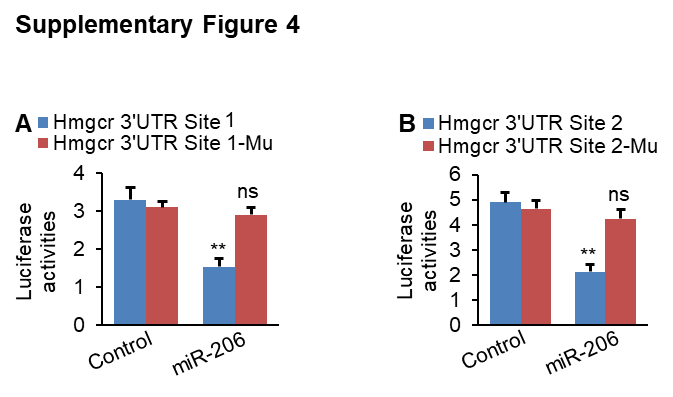 Supplementary Figure 4
A
Hmgcr 3'UTR Site 1
Hmgcr 3'UTR Site 1-Mu
Luciferase
activities
4
3
2
1
0
**
ns
Control
miR-206
B
Hmgcr 3'UTR Site 2
Hmgcr 3'UTR Site 2-Mu
Luciferase
activities
6
5
4
3
2
1
0
**
ns
Control
miR-206